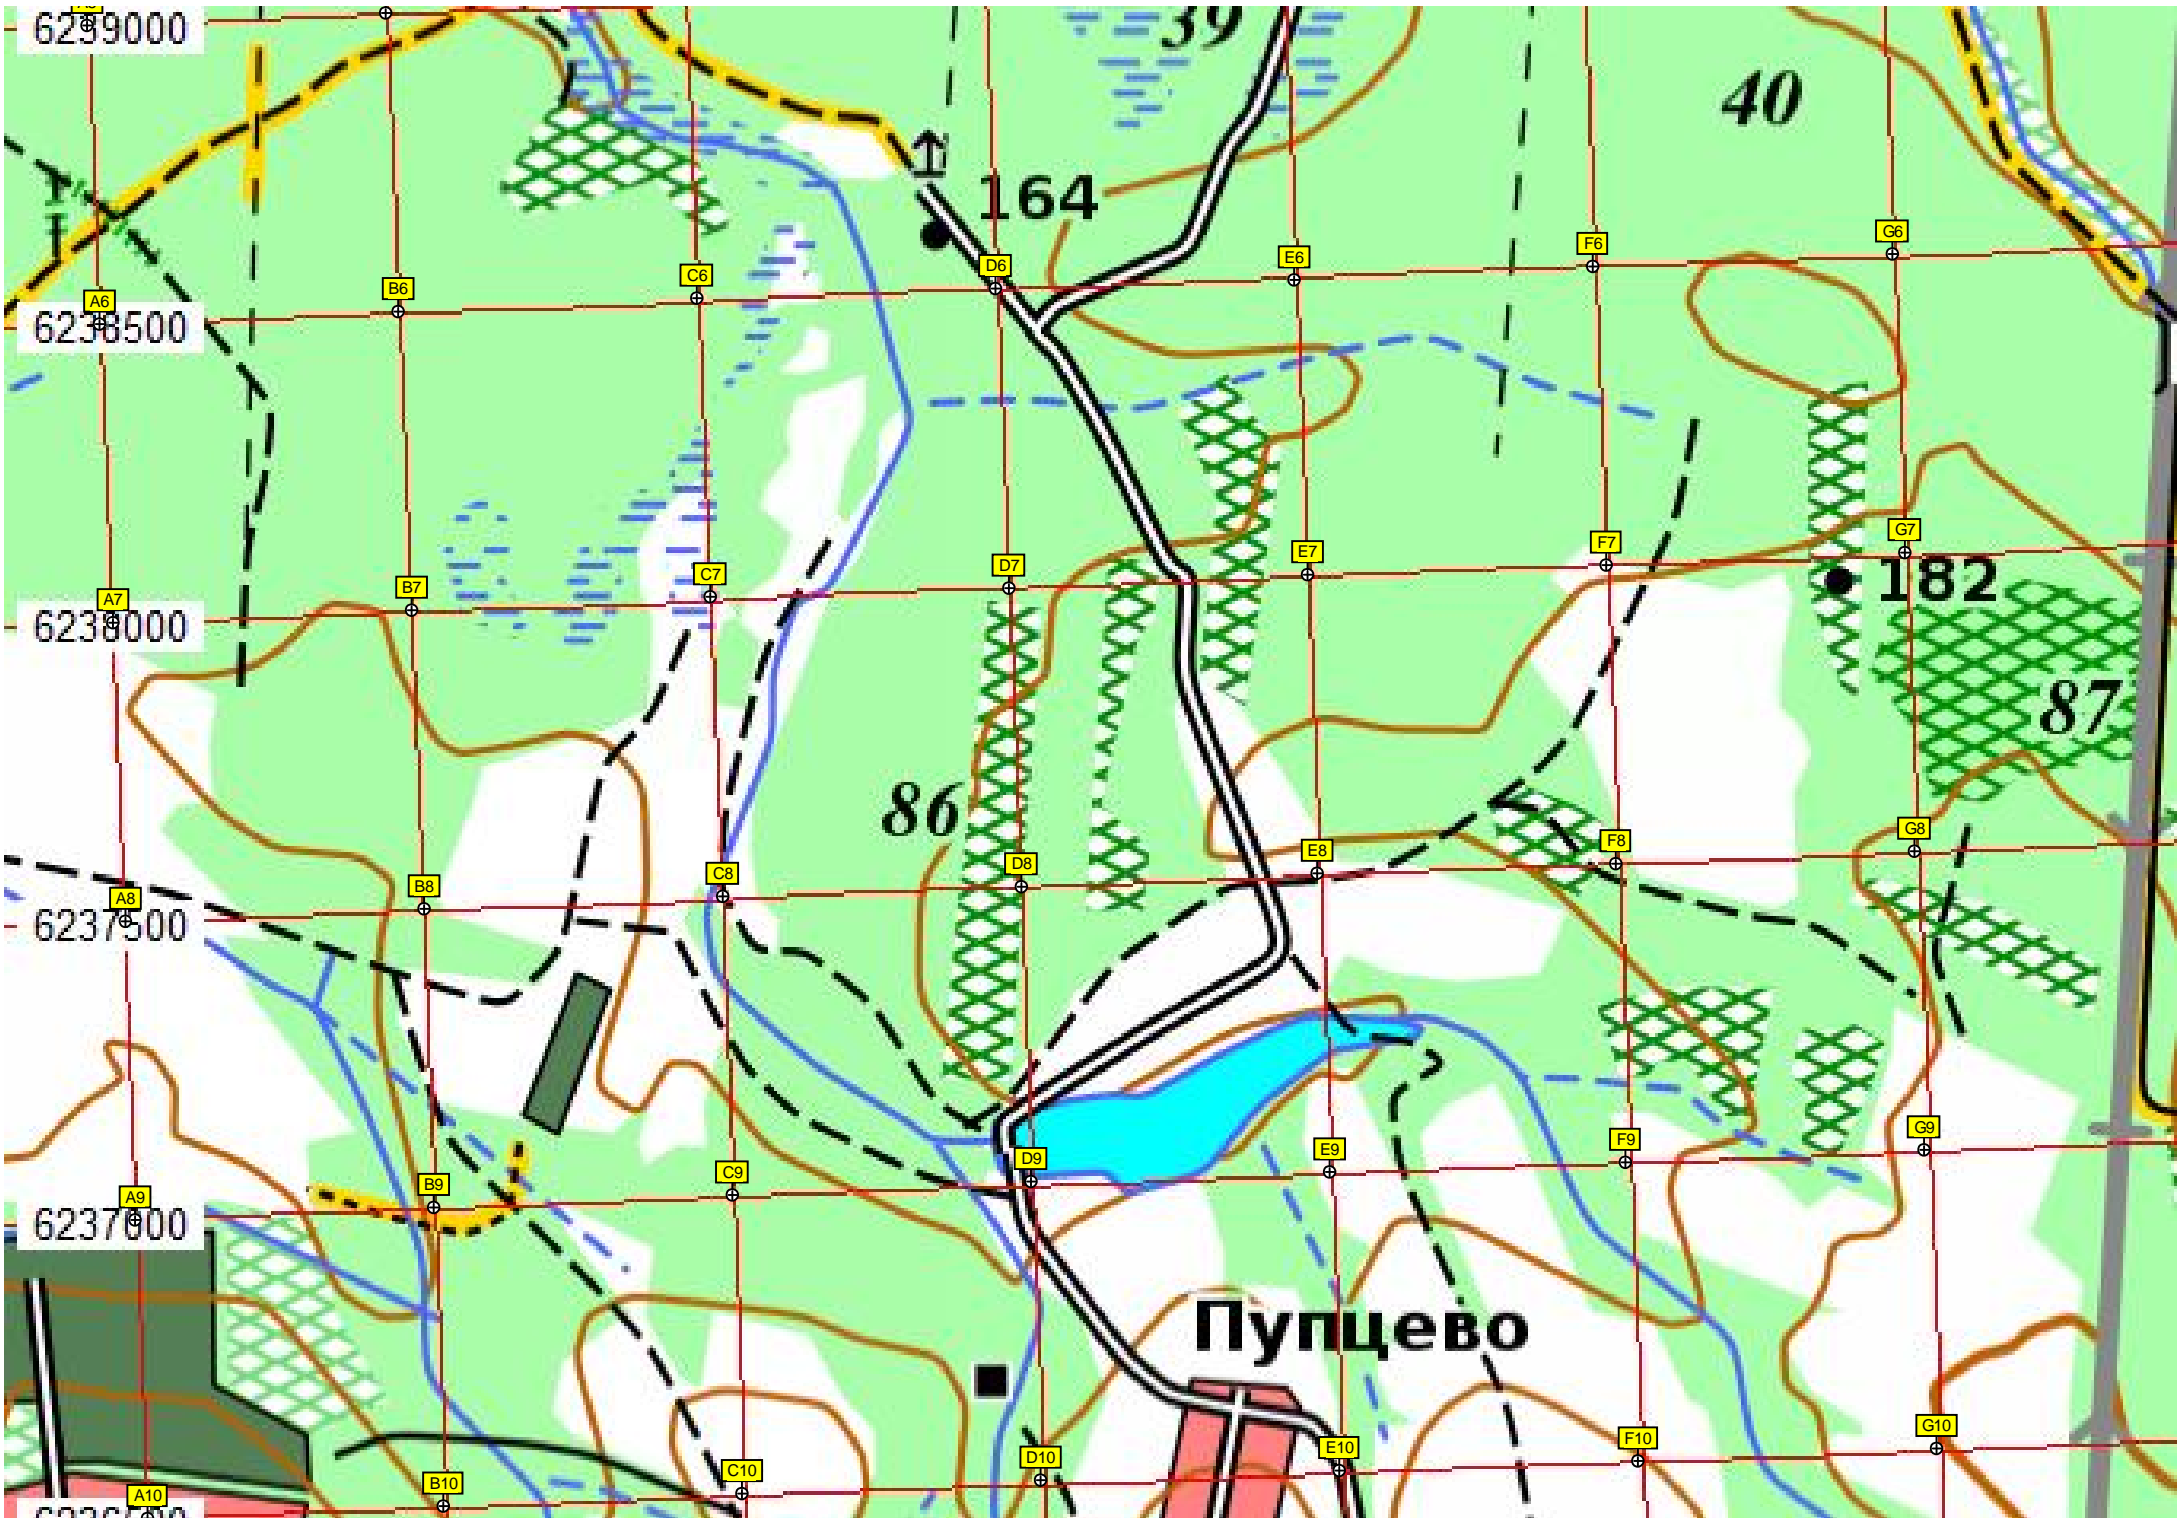 6239000
39
40
164
G6
F6
E6
D6
C6
B6
A6
6238500
G7
F7
E7
D7
C7
B7
A7
182
6238000
87
86
G8
F8
E8
D8
C8
B8
A8
6237500
G9
F9
E9
D9
C9
B9
A9
6237000
Пупцево
G10
F10
E10
D10
C10
B10
A10